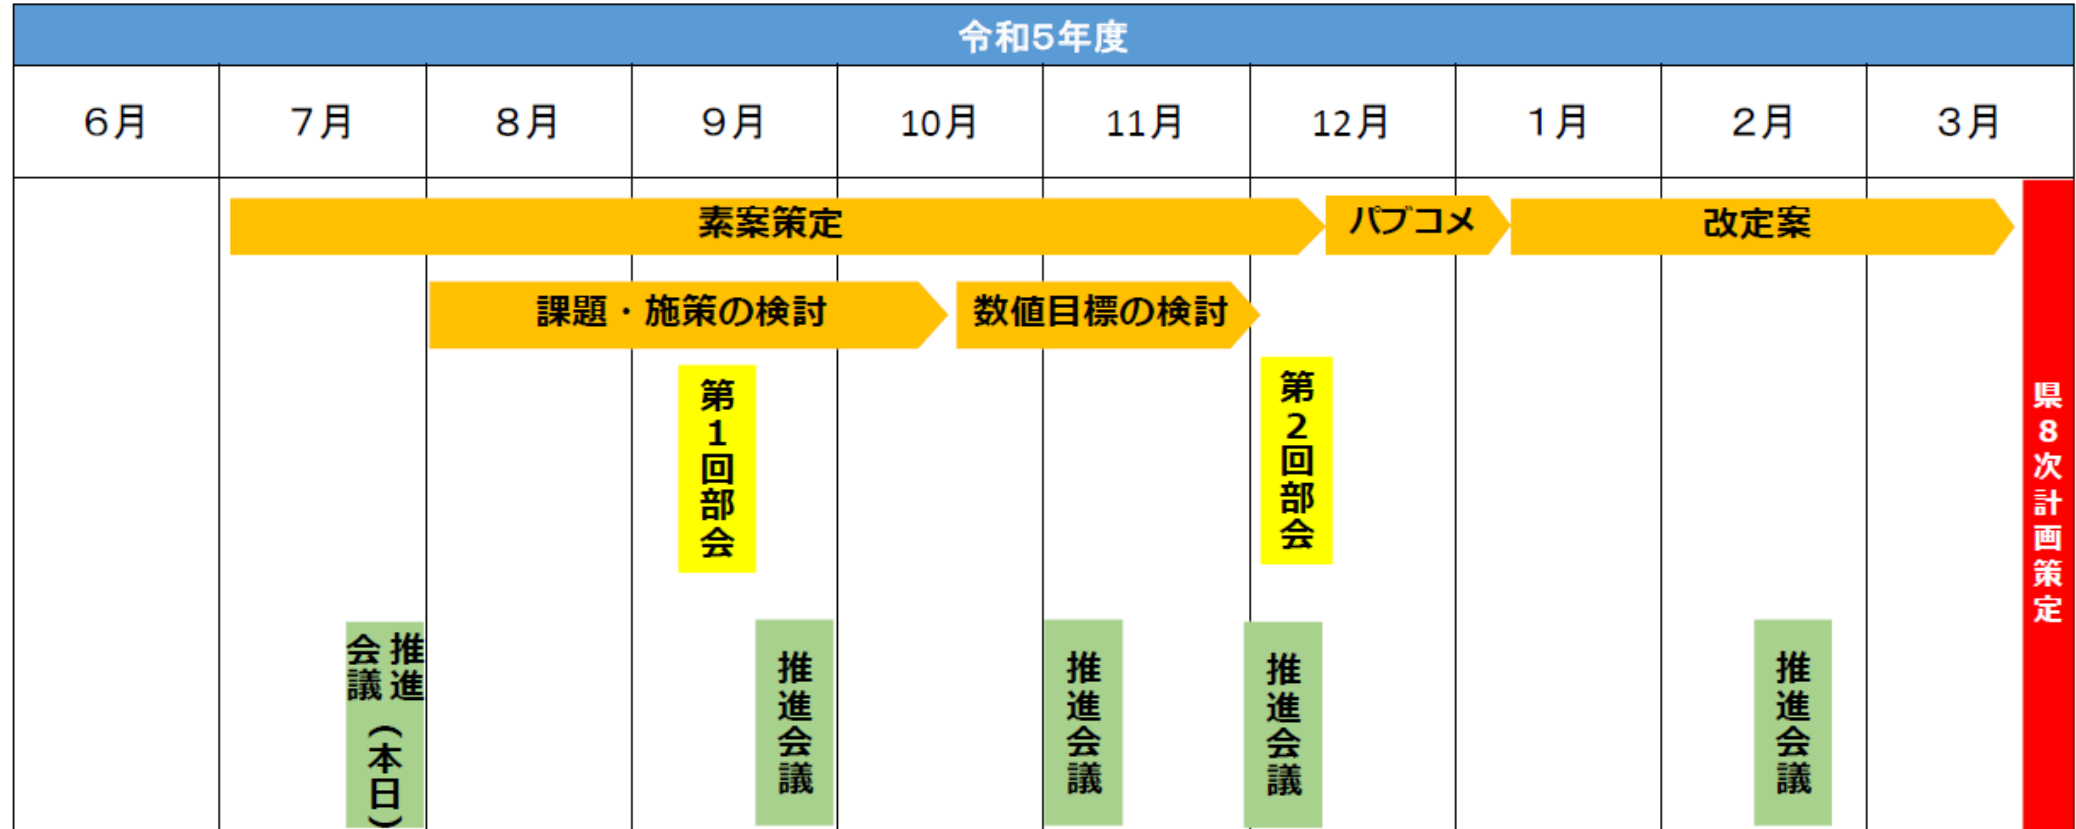 令和5年度
6月
7月
8月
9月
10月
11月
12月
1月
2月
3月
素案策定
パブコメ
改定案
課題・施策の検討
数値目標の検討
第1回部会
第2回部会
県8次計画策定
推進
会議
(本日)
推進会議
推進会議
推進会議
推進会議